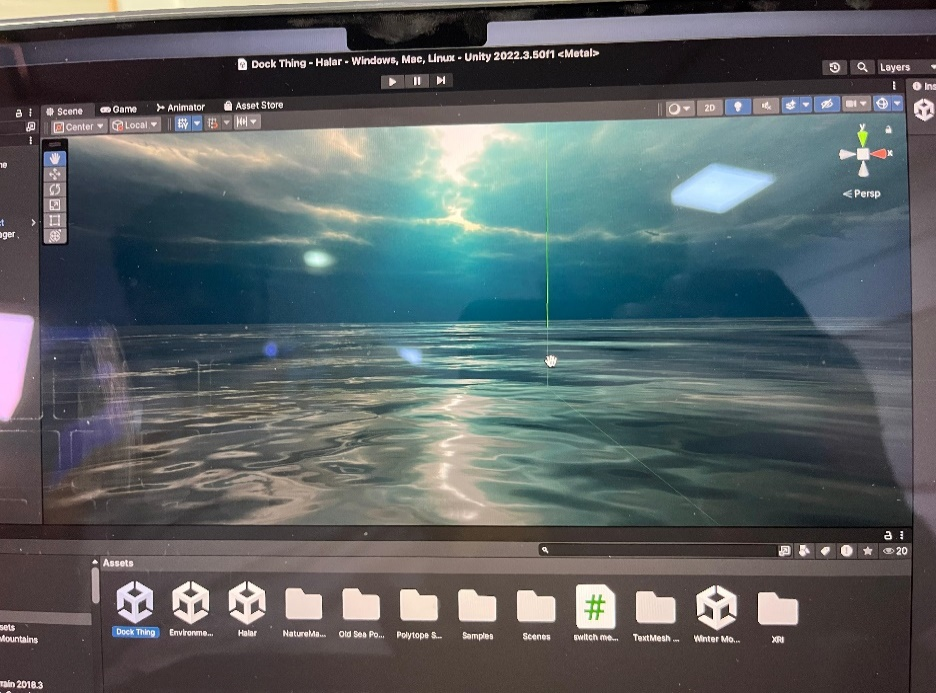 Dock Thing - Halar - Windows, Mac, Linux - Unity 2022.3.50f1 <Metal>
Layers
Scene Game Animator Asset Store
Ins
Center Local 2D
y
x
Persp
ager
20
Assets
Dock Thing Environme... Halar NatureMa... Old Sea Po... Polytope S... Samples Scenes switch me... TextMesh ... Winter Mo... XRI
sets
Mountains
rain 2018.3